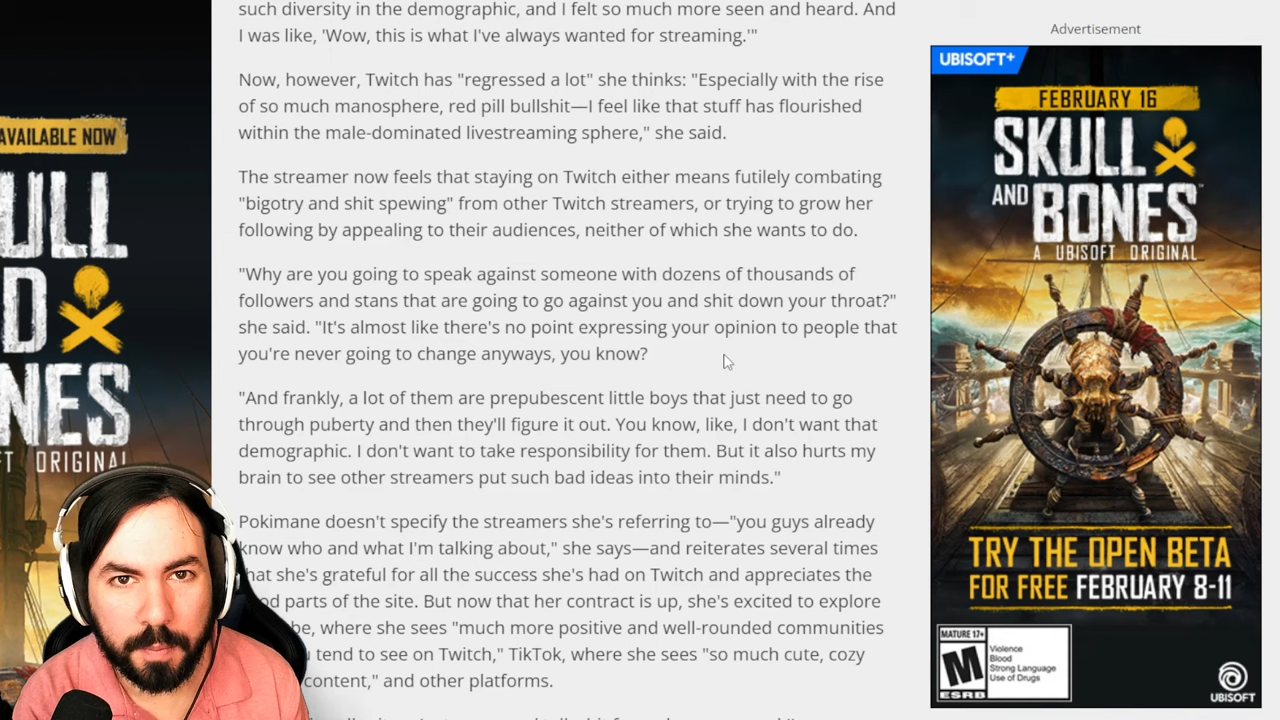 such diversity in the demographic, and I felt so much more seen and heard. And
I was like, 'Wow, this is what I've always wanted for streaming.'"
Now, however, Twitch has "regressed a lot" she thinks: "Especially with the rise
of so much manosphere, red pill bullshit—I feel like that stuff has flourished
within the male-dominated livestreaming sphere," she said.
The streamer now feels that staying on Twitch either means futilely combating
"bigotry and shit spewing" from other Twitch streamers, or trying to grow her
following by appealing to their audiences, neither of which she wants to do.
"Why are you going to speak against someone with dozens of thousands of
followers and stans that are going to go against you and shit down your throat?"
she said. "It's almost like there's no point expressing your opinion to people that
you're never going to change anyways, you know?
"And frankly, a lot of them are prepubescent little boys that just need to go
through puberty and then they'll figure it out. You know, like, I don't want that
demographic. I don't want to take responsibility for them. But it also hurts my
brain to see other streamers put such bad ideas into their minds."
Pokimane doesn't specify the streamers she's referring to—"you guys already
know who and what I'm talking about," she says—and reiterates several times
that she's grateful for all the success she's had on Twitch and appreciates the
parts of the site. But now that her contract is up, she's excited to explore
be, where she sees "much more positive and well-rounded communities
tend to see on Twitch," TikTok, where she sees "so much cute, cozy
t," and other platforms.
AVAILABLE NOW
ULL
D
NES
FT ORIGINAL
Advertisement
UBISOFT+
FEBRUARY 16
SKULL
AND BONES™
A UBISOFT ORIGINAL
TRY THE OPEN BETA
FOR FREE FEBRUARY 8-11
MATURE 17+
M
ESRB
Violence
Blood
Strong Language
Use of Drugs
UBISOFT